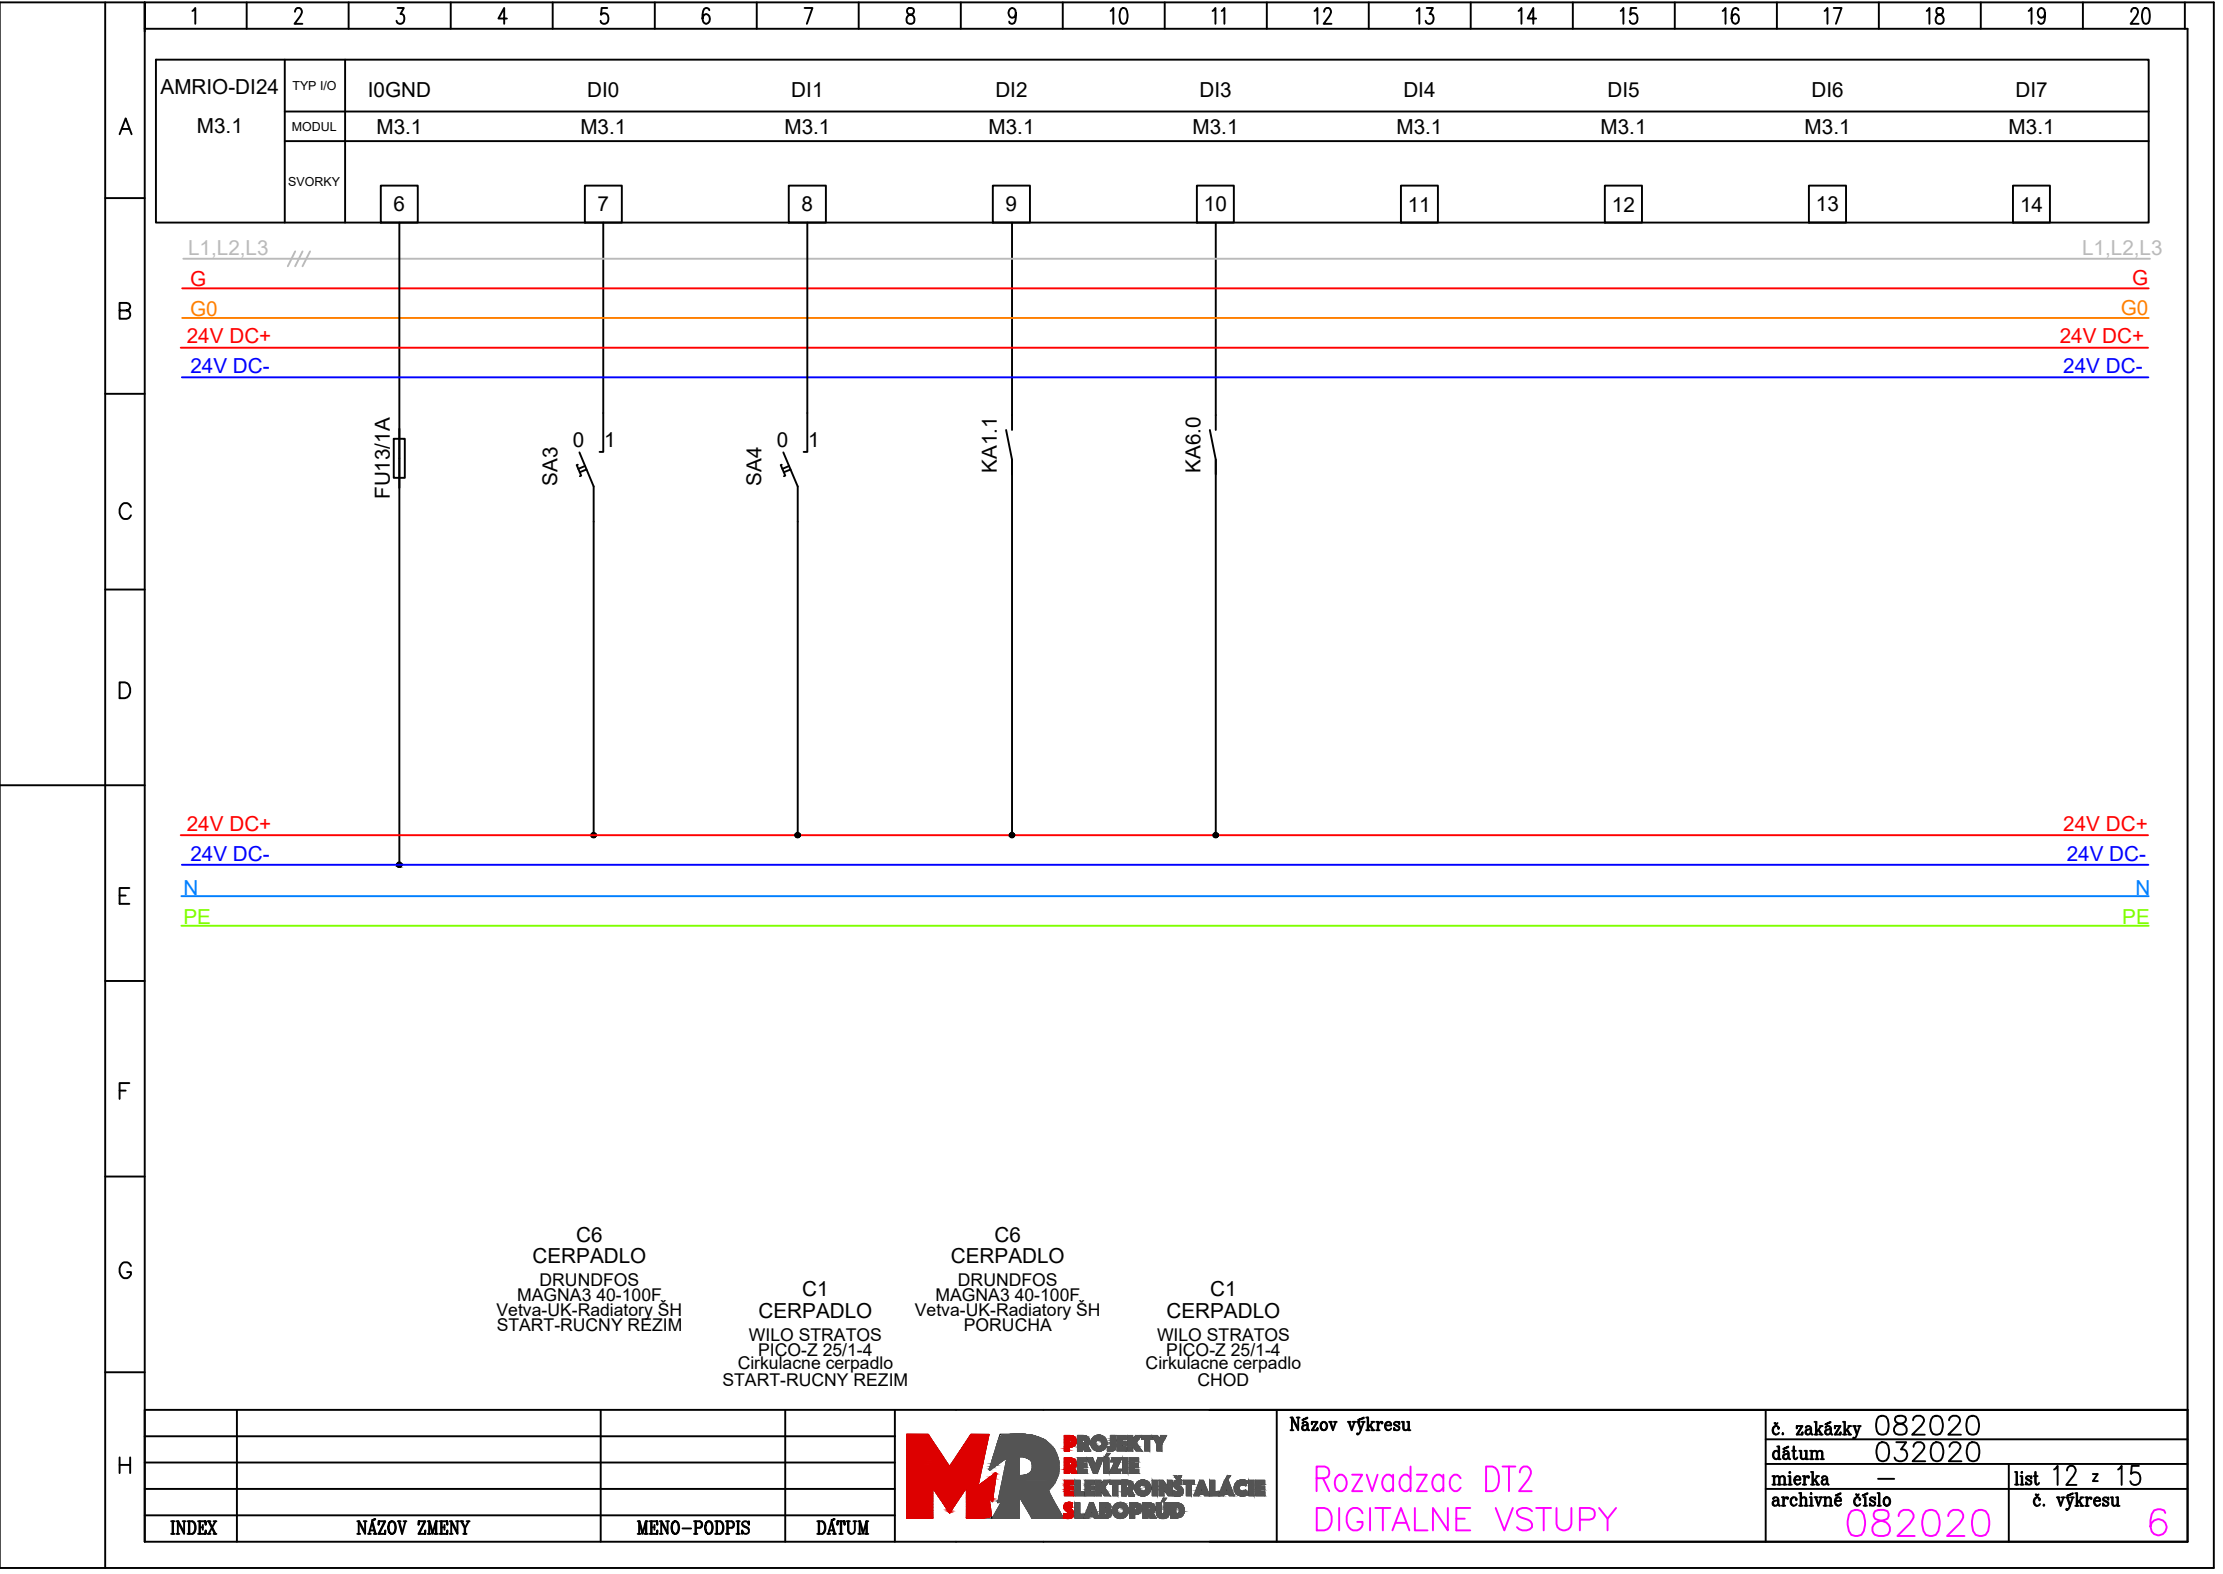 1 2 3 4 5 6 7 8 9 10 11 12 13 14 15 16 17 18 19 20
A
B
C
D
E
F
G
H
AMRIO-DI24 TYP I/O I0GND DI0 DI1 DI2 DI3 DI4 DI5 DI6 DI7
M3.1 MODUL M3.1 M3.1 M3.1 M3.1 M3.1 M3.1 M3.1 M3.1 M3.1
SVORKY 6 7 8 9 10 11 12 13 14
L1,L2,L3 L1,L2,L3
G G
G0 G0
24V DC+ 24V DC+
24V DC- 24V DC-
FU13/1A
SA3 0 1
SA4 0 1
KA1.1
KA6.0
24V DC+ 24V DC+
24V DC- 24V DC-
N N
PE PE
C6
CERPADLO
DRUNDFOS
MAGNA3 40-100F
Vetva-UK-Radiatory ŠH
START-RUCNY REZIM
C1
CERPADLO
WILO STRATOS
PICO-Z 25/1-4
Cirkulacne cerpadlo
START-RUCNY REZIM
C6
CERPADLO
DRUNDFOS
MAGNA3 40-100F
Vetva-UK-Radiatory ŠH
PORUCHA
C1
CERPADLO
WILO STRATOS
PICO-Z 25/1-4
Cirkulacne cerpadlo
CHOD
INDEX NÁZOV ZMENY MENO-PODPIS DÁTUM
MR
PROJEKTY
REVÍZIE
ELEKTROINŠTALÁCIE
SLABOPRÚD
Názov výkresu
Rozvadzac DT2
DIGITALNE VSTUPY
č. zakázky 082020
dátum 032020
mierka —
list 12 z 15
archivné číslo
082020
č. výkresu
6